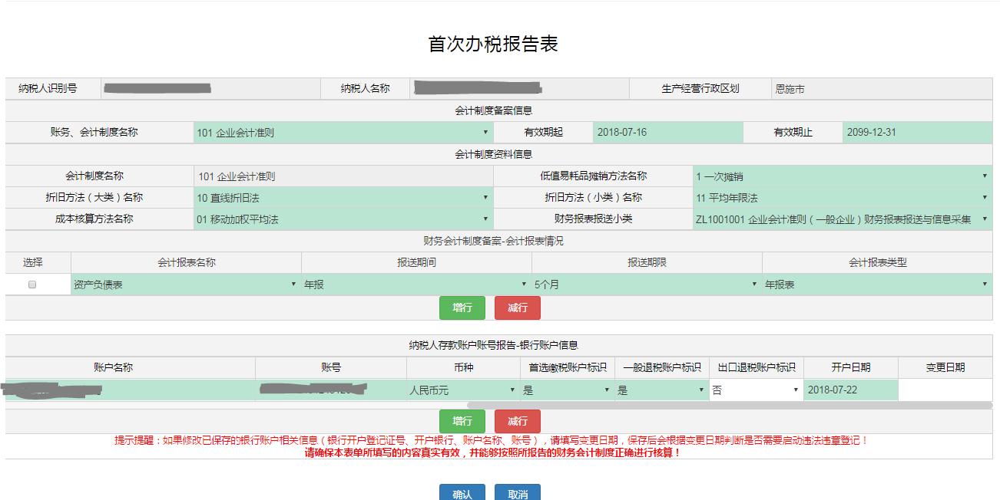 首次办税报告表
纳税人识别号 纳税人名称 生产经营行政区划 恩施市
会计制度备案信息
账务、会计制度名称 101 企业会计准则 有效期起 2018-07-16 有效期止 2099-12-31
会计制度资料信息
会计制度名称 101 企业会计准则 低值易耗品摊销方法名称 1 一次摊销
折旧方法（大类）名称 10 直线折旧法 折旧方法（小类）名称 11 平均年限法
成本核算方法名称 01 移动加权平均法 财务报表报送小类 ZL1001001 企业会计准则（一般企业）财务报表报送与信息采集
财务会计制度备案-会计报表情况
选择 会计报表名称 报送期间 报送期限 会计报表类型
资产负债表 年报 5个月 年报表
增行 减行
纳税人存款账户账号报告-银行账户信息
账户名称 账号 币种 首选缴税账户标识 一般退税账户标识 出口退税账户标识 开户日期 变更日期
人民币元 是 是 否 2018-07-22
增行 减行
提示提醒：如果修改已保存的银行账户相关信息（银行开户登记证号、开户银行、账户名称、账号），请填写变更日期，保存后会根据变更日期判断是否需要启动违法违章登记！
请确保本表单所填写的内容真实有效，并能够按照所报告的财务会计制度正确进行核算！
确认 取消